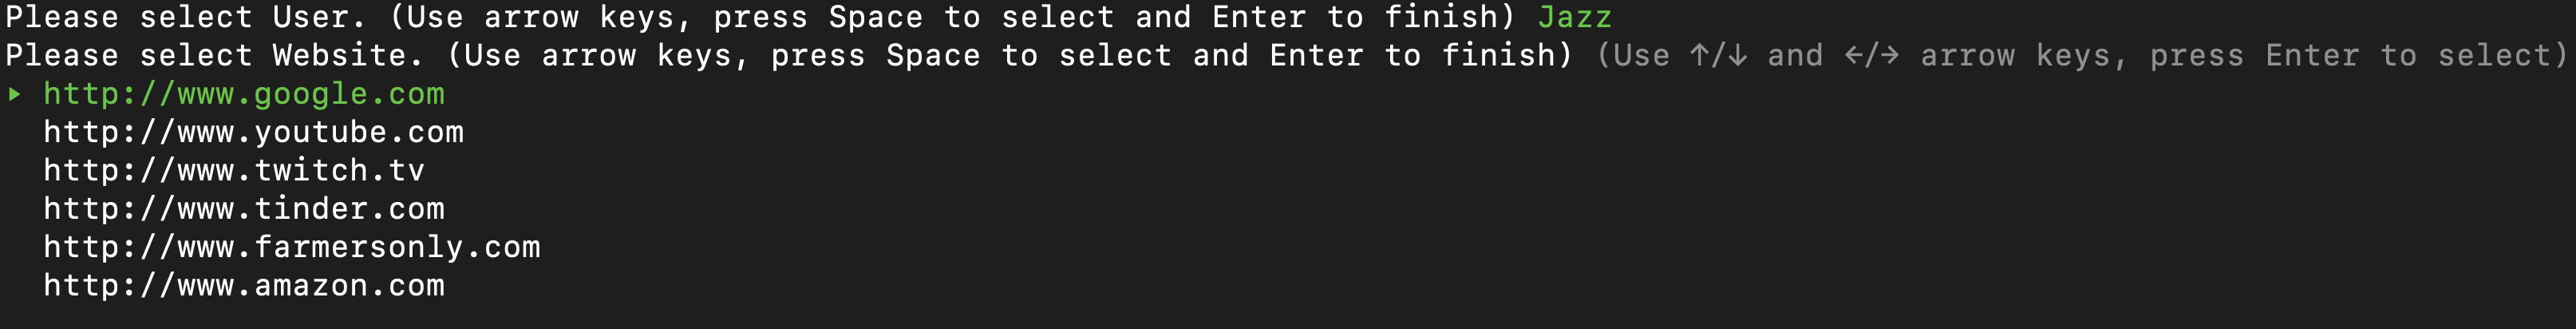 Please select User. (Use arrow keys, press Space to select and Enter to finish) Jazz
Please select Website. (Use arrow keys, press Space to select and Enter to finish) (Use ↑/↓ and ←/→ arrow keys, press Enter to select)
▸ http://www.google.com
http://www.youtube.com
http://www.twitch.tv
http://www.tinder.com
http://www.farmersonly.com
http://www.amazon.com